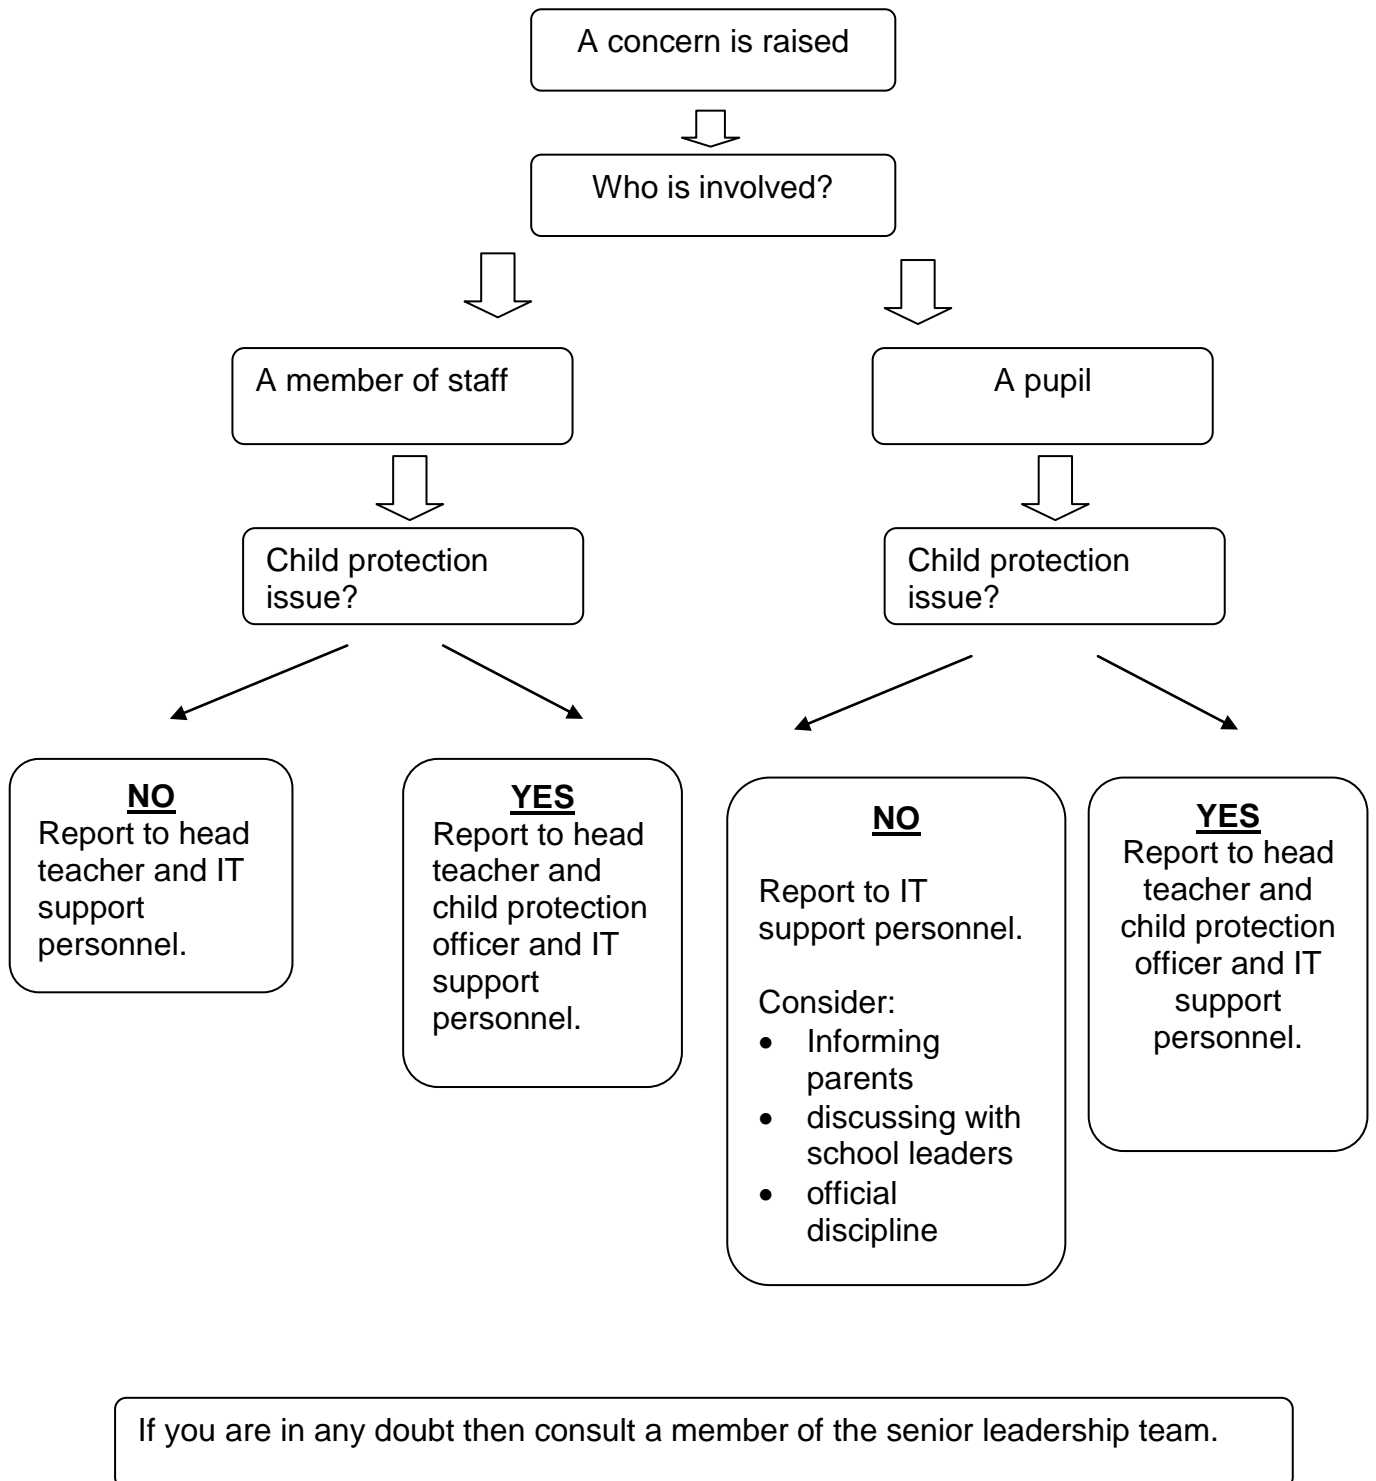 A concern is raised
Who is involved?
A member of staff
A pupil
Child protection
issue?
Child protection
issue?
NO
Report to head
teacher and IT
support
personnel.
YES
Report to head
teacher and
child protection
officer and IT
support
personnel.
NO
Report to IT
support personnel.
Consider:
• Informing
parents
• discussing with
school leaders
• official
discipline
YES
Report to head
teacher and
child protection
officer and IT
support
personnel.
If you are in any doubt then consult a member of the senior leadership team.